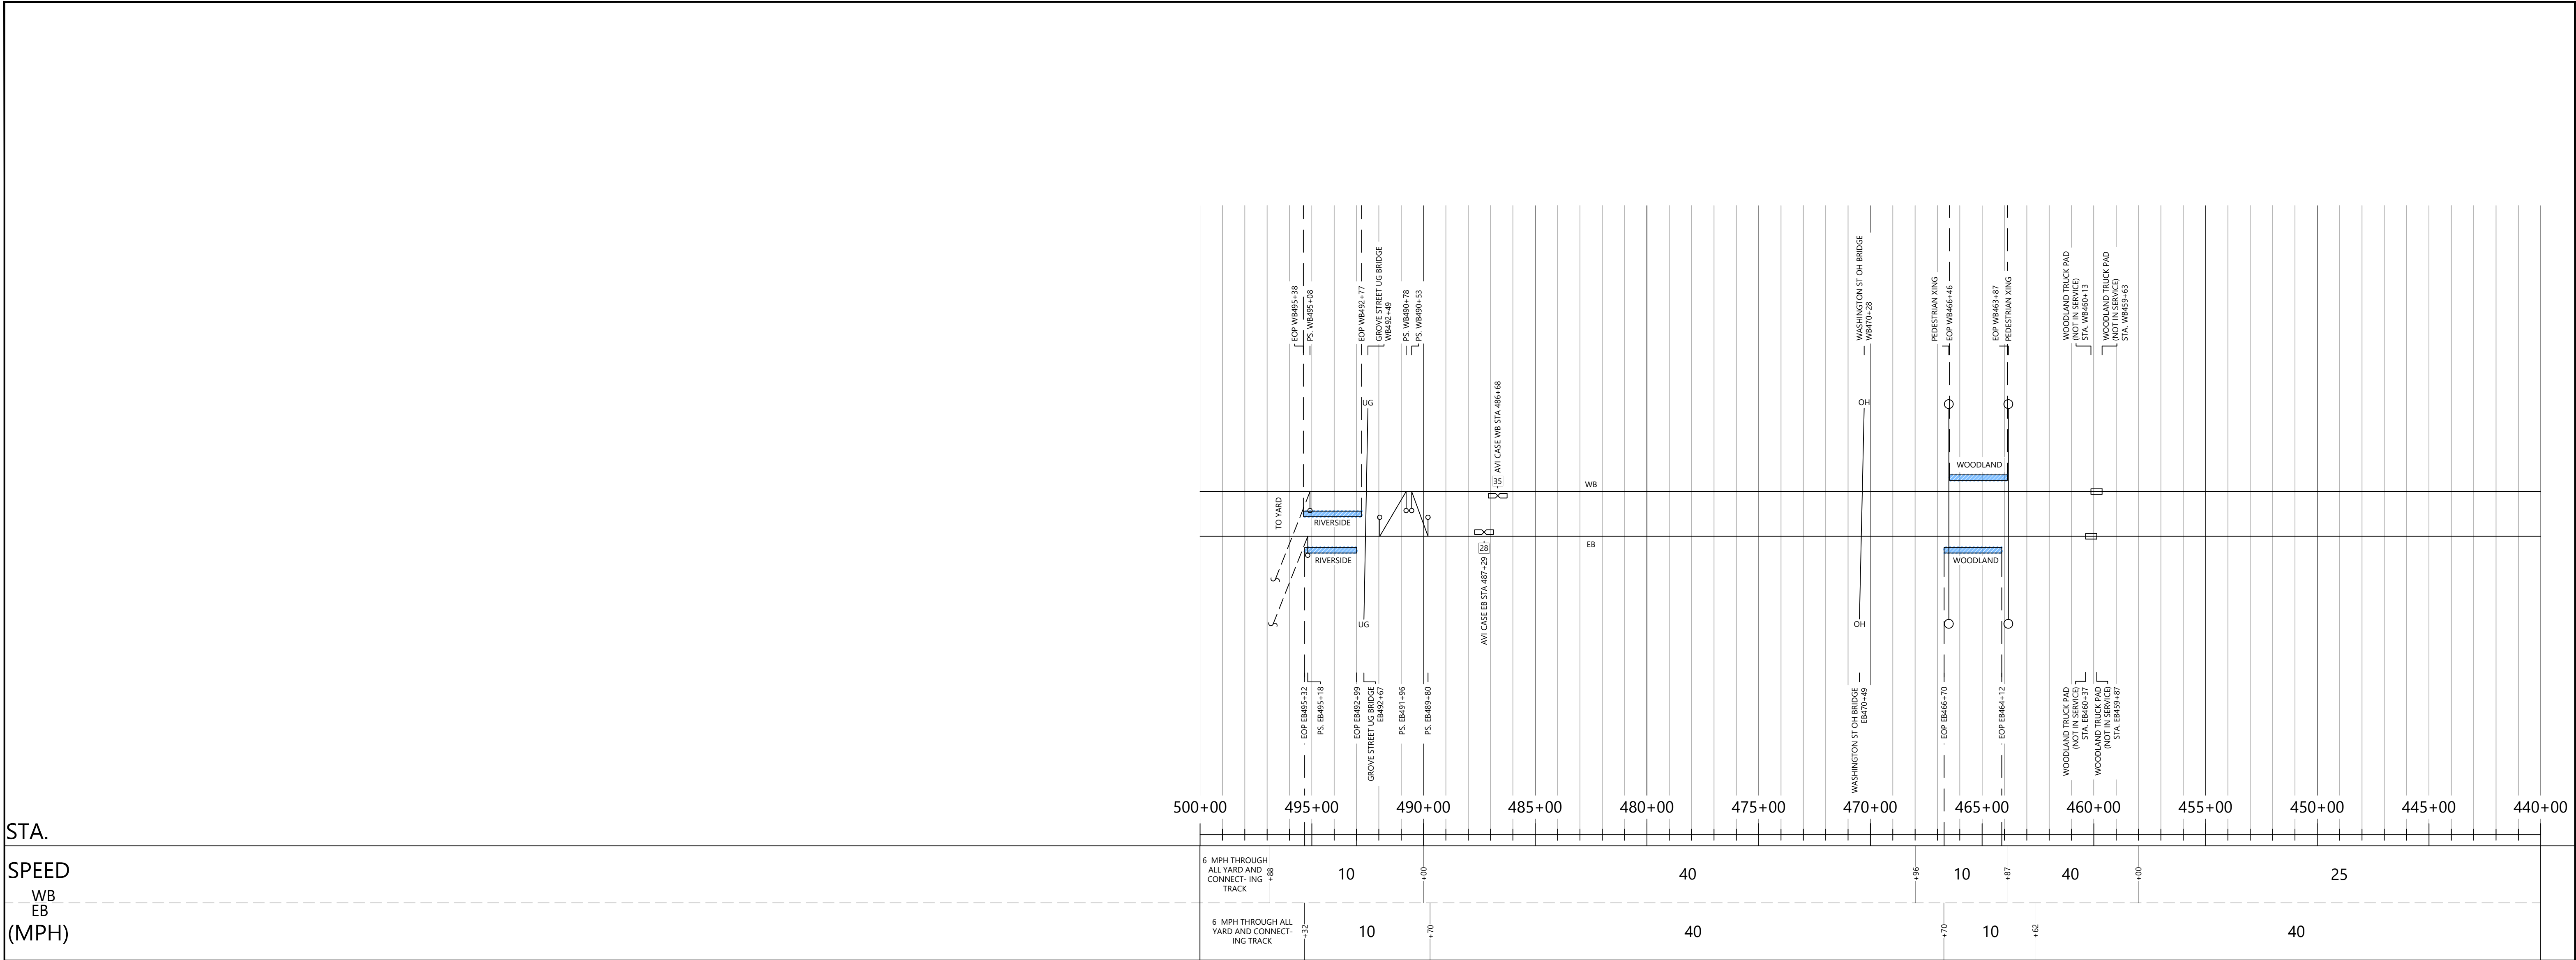 EOP WB495+38
PS. WB495+08
EOP WB492+77
GROVE STREET UG BRIDGE
WB492+49
PS. WB490+78
PS. WB490+53
WASHINGTON ST OH BRIDGE
WB470+28
PEDESTRIAN XING
EOP WB466+46
EOP WB463+87
PEDESTRIAN XING
WOODLAND TRUCK PAD
(NOT IN SERVICE)
STA. WB460+13
WOODLAND TRUCK PAD
(NOT IN SERVICE)
STA. WB459+63
UG
AVI CASE WB STA 486+68
35
OH
WOODLAND
WB
TO YARD
RIVERSIDE
EB
28
RIVERSIDE
WOODLAND
AVI CASE EB STA 487+29
UG
OH
EOP EB495+32
PS. EB495+18
EOP EB492+99
GROVE STREET UG BRIDGE
EB492+67
PS. EB491+96
PS. EB489+80
WASHINGTON ST OH BRIDGE
EB470+49
EOP EB466+70
EOP EB464+12
WOODLAND TRUCK PAD
(NOT IN SERVICE)
STA. EB460+37
WOODLAND TRUCK PAD
(NOT IN SERVICE)
STA. EB459+87
500+00 495+00 490+00 485+00 480+00 475+00 470+00 465+00 460+00 455+00 450+00 445+00 440+00
STA.
SPEED
WB
EB
(MPH)
6 MPH THROUGH
ALL YARD AND
CONNECT- ING
TRACK
+88
10
+00
40
+96
10
+87
40
+00
25
6 MPH THROUGH ALL
YARD AND CONNECT-
ING TRACK
+32
10
+70
40
+70
10
+62
40